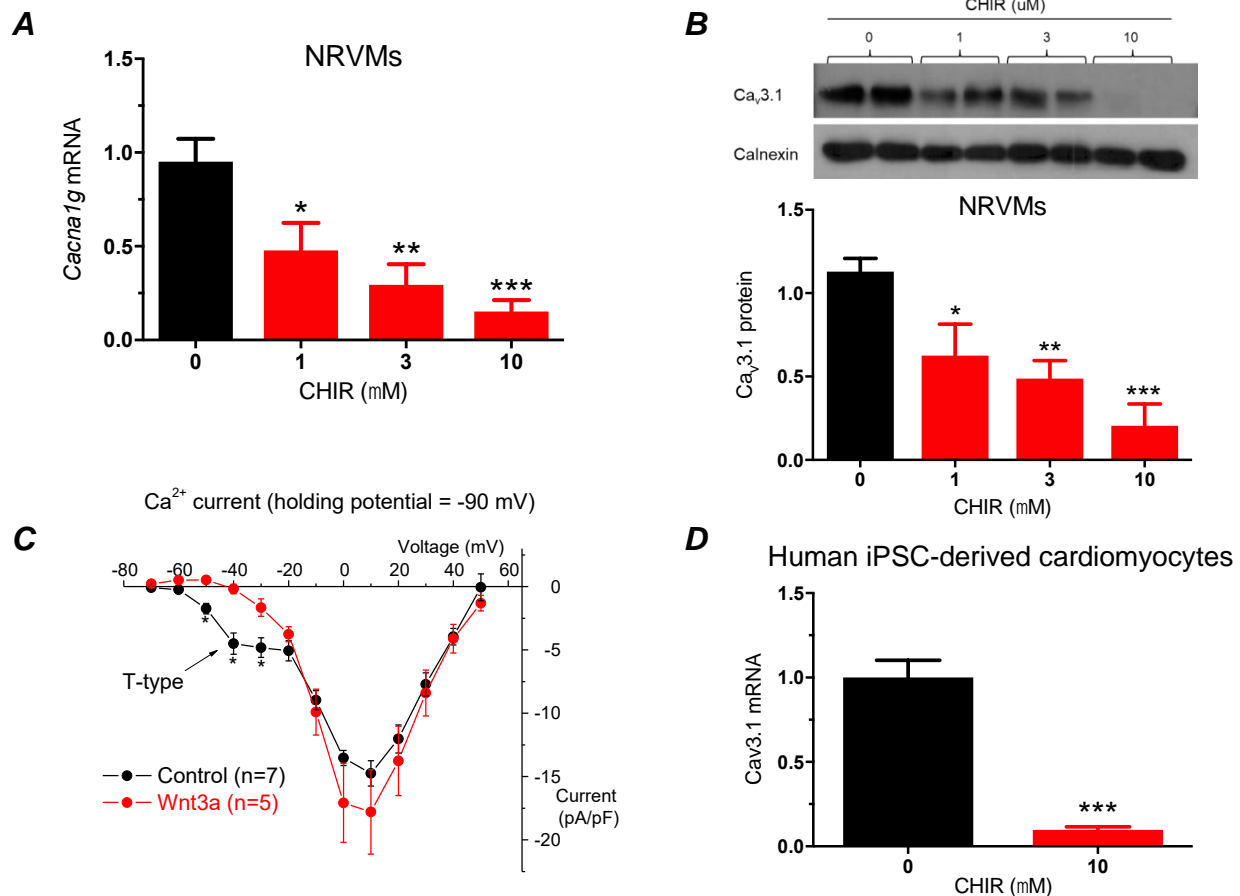 A
NRVMs
1.5
1.0
0.5
0.0
Cacna1g mRNA
*
**
***
0 1 3 10
CHIR (mM)
B
CHIR (uM)
0 1 3 10
Cav3.1
Calnexin
NRVMs
1.5
1.0
0.5
0.0
Cav3.1 protein
*
**
***
0 1 3 10
CHIR (mM)
Ca2+ current (holding potential = -90 mV)
C
Voltage (mV)
-80 -60 -40 -20 0 20 40 60
0
-5
-10
-15
-20
* * *
T-type
Control (n=7)
Wnt3a (n=5)
Current
(pA/pF)
D
Human iPSC-derived cardiomyocytes
1.5
1.0
0.5
0.0
Cav3.1 mRNA
***
0 10
CHIR (mM)